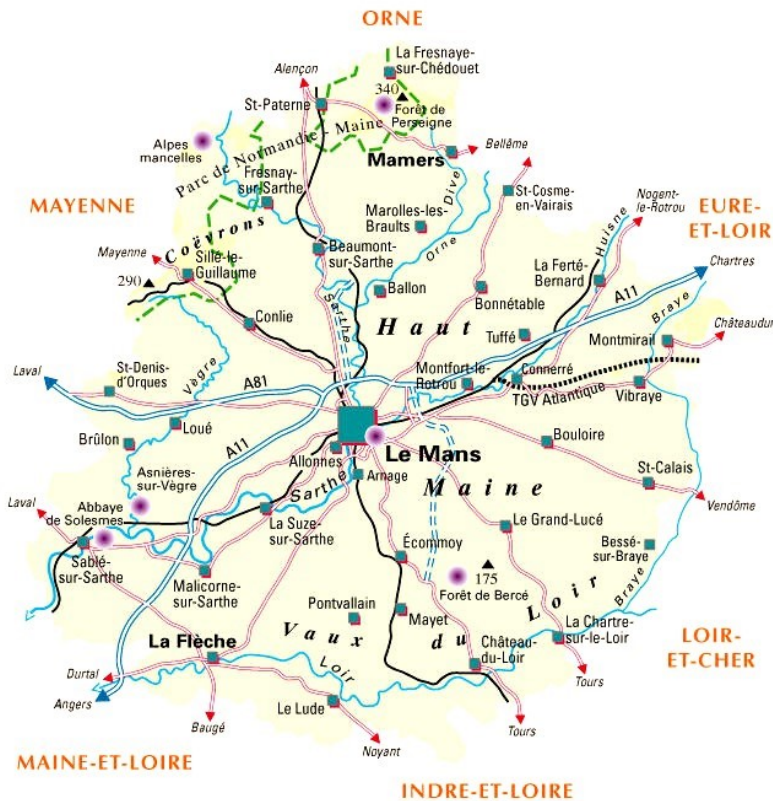 ORNE
La Fresnaye-
sur-Chédouet
Alençon
340
St-Paterne
Forêt de
Perseigne
Alpes
mancelles
Parc de Normandie - Maine
Mamers
Bellême
Fresnay-
sur-Sarthe
Dive
St-Cosme-
en-Vairais
Nogent-
le-Rotrou
MAYENNE
Marolles-les-
Braults
EURE-
ET-LOIR
Coëvrons
Orne
Huisne
Mayenne
Sillé-le-
Guillaume
Beaumont-
sur-Sarthe
La Ferté-
Bernard
Chartres
290
Sarthe
Ballon
Bonnétable
A11
Braye
Conlie
Haut
Tuffé
Montmirail
Châteaudun
Laval
St-Denis-
d'Orques
Vègre
A81
Montfort-le-
Rotrou
Connerré
TGV Atlantique
Vibraye
A11
Loué
Brûlon
Le Mans
Bouloire
Allonnes
Asnières-
sur-Vègre
Sarthe
Arnage
Maine
St-Calais
Laval
Abbaye
de Solesmes
Vendôme
La Suze-
sur-Sarthe
Le Grand-Lucé
Sablé-
sur-Sarthe
Écommoy
175
Bessé-
sur-Braye
Malicorne-
sur-Sarthe
Forêt de Bercé
Braye
Pontvallain
Mayet
Loir
La Flèche
Vaux
du
La Chartre-
sur-le-Loir
LOIR-
ET-CHER
Durtal
Loir
Château-
du-Loir
Tours
Angers
Le Lude
Baugé
Noyant
Tours
MAINE-ET-LOIRE
INDRE-ET-LOIRE